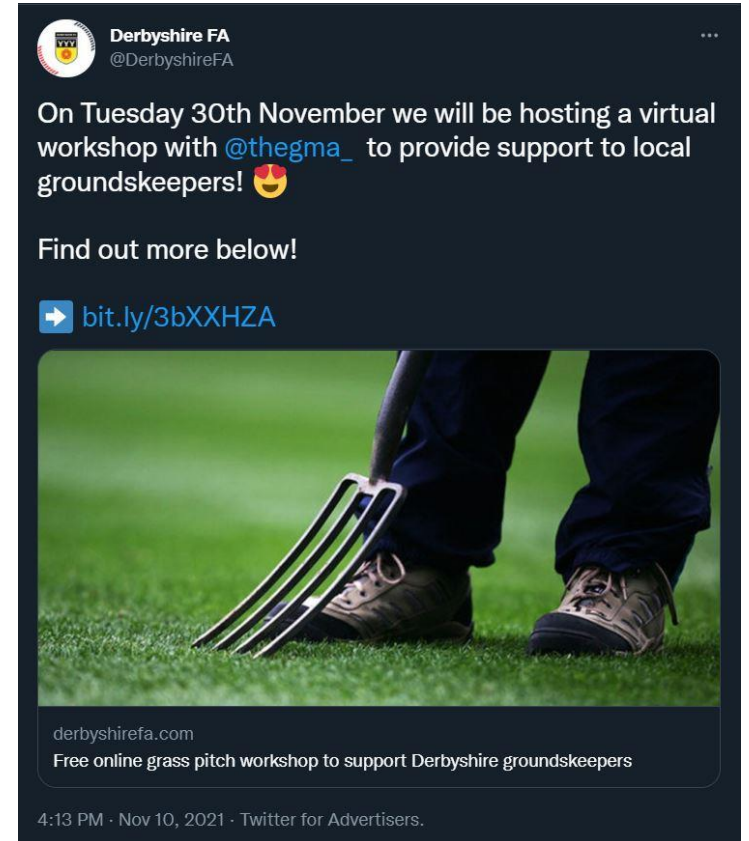 Derbyshire FA
@DerbyshireFA
On Tuesday 30th November we will be hosting a virtual
workshop with @thegma_ to provide support to local
groundskeepers! 😍
Find out more below!
➡ bit.ly/3bXXHZA
derbyshirefa.com
Free online grass pitch workshop to support Derbyshire groundskeepers
4:13 PM · Nov 10, 2021 · Twitter for Advertisers.